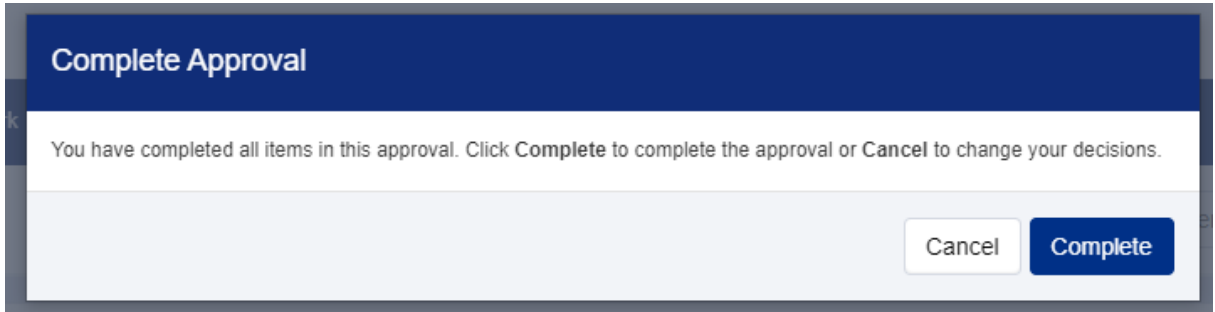 Complete Approval
You have completed all items in this approval. Click Complete to complete the approval or Cancel to change your decisions.
Cancel
Complete